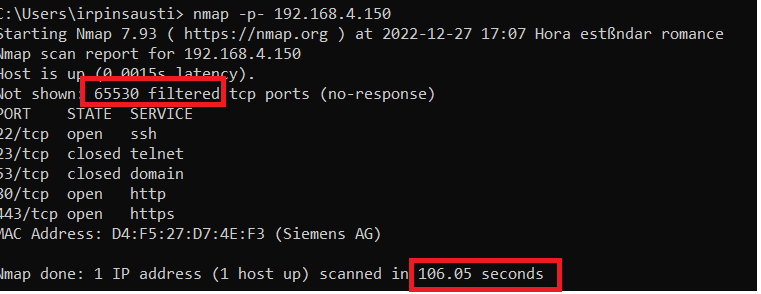 C:\Users\irpinsausti> nmap -p- 192.168.4.150
Starting Nmap 7.93 ( https://nmap.org ) at 2022-12-27 17:07 Hora estßndar romance
Nmap scan report for 192.168.4.150
Host is up (0.0015s latency).
Not shown: 65530 filtered tcp ports (no-response)
PORT    STATE  SERVICE
22/tcp  open   ssh
23/tcp  closed telnet
53/tcp  closed domain
80/tcp  open   http
443/tcp open   https
MAC Address: D4:F5:27:D7:4E:F3 (Siemens AG)
Nmap done: 1 IP address (1 host up) scanned in 106.05 seconds